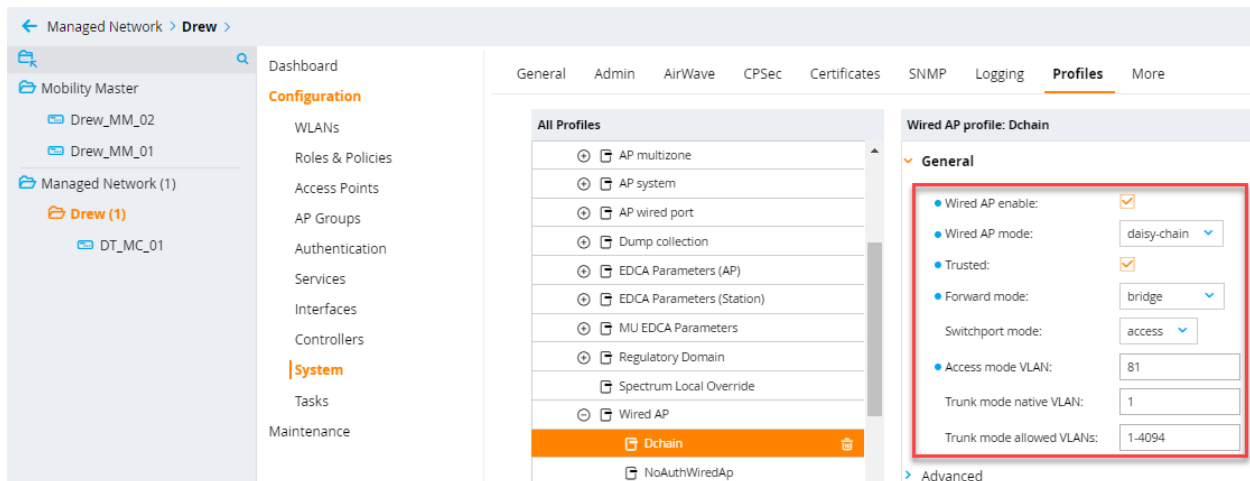 Managed Network > Drew >
Mobility Master
Drew_MM_02
Drew_MM_01
Managed Network (1)
Drew (1)
DT_MC_01
Dashboard
Configuration
WLANs
Roles & Policies
Access Points
AP Groups
Authentication
Services
Interfaces
Controllers
System
Tasks
Maintenance
General Admin AirWave CPSec Certificates SNMP Logging Profiles More
All Profiles
AP multizone
AP system
AP wired port
Dump collection
EDCA Parameters (AP)
EDCA Parameters (Station)
MU EDCA Parameters
Regulatory Domain
Spectrum Local Override
Wired AP
Dchain
NoAuthWiredAp
Wired AP profile: Dchain
General
Wired AP enable:
Wired AP mode: daisy-chain
Trusted:
Forward mode: bridge
Switchport mode: access
Access mode VLAN: 81
Trunk mode native VLAN: 1
Trunk mode allowed VLANs: 1-4094
Advanced